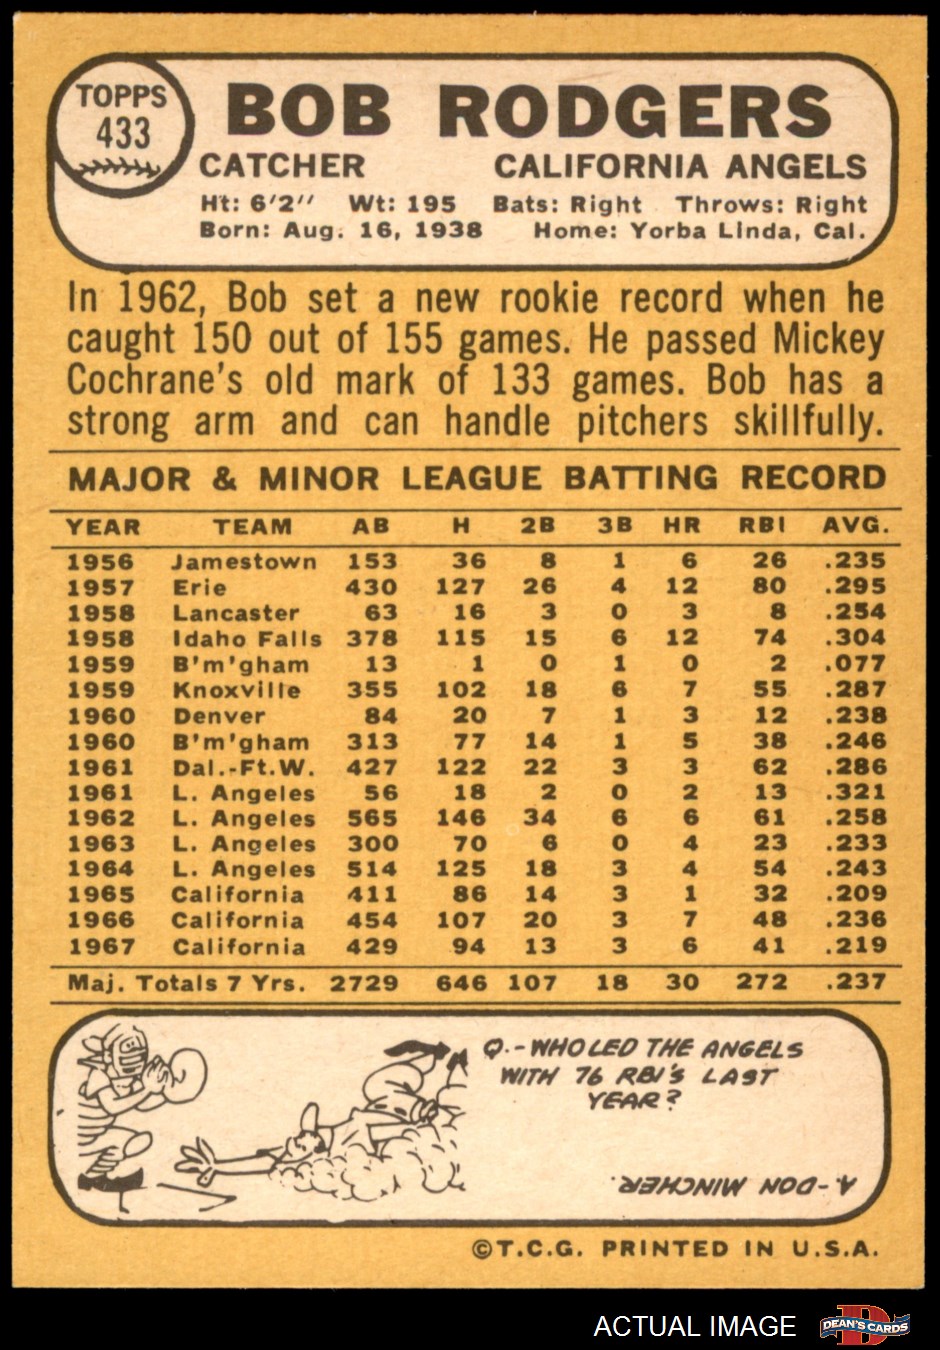 TOPPS
433
BOB RODGERS
CATCHER CALIFORNIA ANGELS
Ht: 6'2" Wt: 195 Bats: Right Throws: Right
Born: Aug. 16, 1938 Home: Yorba Linda, Cal.
In 1962, Bob set a new rookie record when he
caught 150 out of 155 games. He passed Mickey
Cochrane's old mark of 133 games. Bob has a
strong arm and can handle pitchers skillfully.
MAJOR & MINOR LEAGUE BATTING RECORD
YEAR TEAM AB H 2B 3B HR RBI AVG.
1956 Jamestown 153 36 8 1 6 26 .235
1957 Erie 430 127 26 4 12 80 .295
1958 Lancaster 63 16 3 0 3 8 .254
1958 Idaho Falls 378 115 15 6 12 74 .304
1959 B'm'gham 13 1 0 1 0 2 .077
1959 Knoxville 355 102 18 6 7 55 .287
1960 Denver 84 20 7 1 3 12 .238
1960 B'm'gham 313 77 14 1 5 38 .246
1961 Dal.-Ft.W. 427 122 22 3 3 62 .286
1961 L. Angeles 56 18 2 0 2 13 .321
1962 L. Angeles 565 146 34 6 6 61 .258
1963 L. Angeles 300 70 6 0 4 23 .233
1964 L. Angeles 514 125 18 3 4 54 .243
1965 California 411 86 14 3 1 32 .209
1966 California 454 107 20 3 7 48 .236
1967 California 429 94 13 3 6 41 .219
Maj. Totals 7 Yrs. 2729 646 107 18 30 272 .237
Q.-WHO LED THE ANGELS
WITH 76 RBI'S LAST
YEAR?
A-DON MINCHER.
©T.C.G. PRINTED IN U.S.A.
ACTUAL IMAGE
D
DEAN'S CARDS